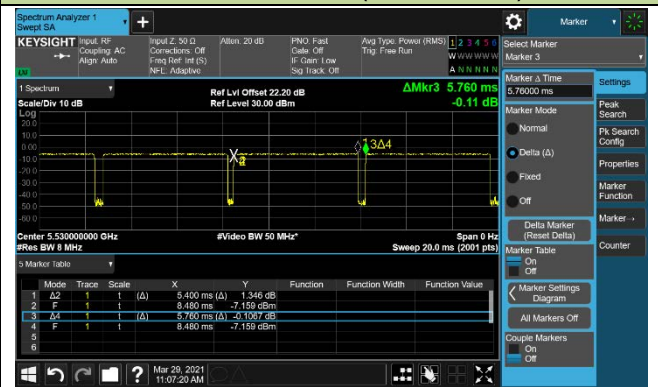 Spectrum Analyzer 1
Swept SA
Marker
KEYSIGHT
Input: RF
Coupling: AC
Align: Auto
Input Z: 50 Ω
Corrections: Off
Freq Ref: Int (S)
NFE: Adaptive
Atten: 20 dB
PNO: Fast
Gate: Off
IF Gain: Low
Sig Track: Off
Avg Type: Power (RMS)
Trig: Free Run
1 2 3 4 5 6
W W W W W W
A N N N N N
Select Marker
Marker 3
LXI
1 Spectrum
Scale/Div 10 dB
Ref Lvl Offset 22.20 dB
Ref Level 30.00 dBm
ΔMkr3 5.760 ms
-0.11 dB
Log
20.0
10.0
0.00
-10.0
-20.0
-30.0
-40.0
-50.0
-60.0
X
2
3Δ4
Center 5.530000000 GHz
#Res BW 8 MHz
#Video BW 50 MHz*
Span 0 Hz
Sweep 20.0 ms (2001 pts)
5 Marker Table
Mode Trace Scale X Y Function Function Width Function Value
1 Δ2 1 t (Δ) 5.400 ms (Δ) 1.346 dB
2 F 1 t 8.480 ms -7.159 dBm
3 Δ4 1 t (Δ) 5.760 ms (Δ) -0.1067 dB
4 F 1 t 8.480 ms -7.159 dBm
5
6
Marker Δ Time
5.76000 ms
Marker Mode
Normal
Delta (Δ)
Fixed
Off
Delta Marker
(Reset Delta)
Marker Table
On
Off
Marker Settings
Diagram
All Markers Off
Couple Markers
On
Off
Settings
Peak
Search
Pk Search
Config
Properties
Marker
Function
Marker→
Counter
Mar 29, 2021
11:07:20 AM